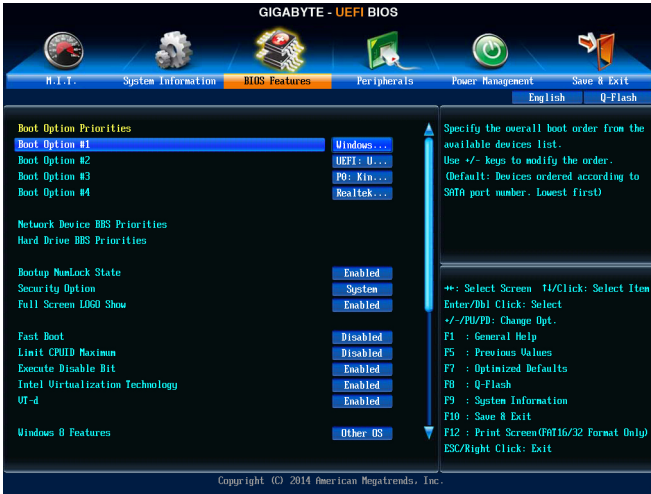 GIGABYTE - UEFI BIOS
M.I.T.
System Information
BIOS Features
Peripherals
Power Management
Save & Exit
English
Q-Flash
Boot Option Priorities
Boot Option #1 Windows...
Boot Option #2 UEFI: U...
Boot Option #3 P0: Kin...
Boot Option #4 Realtek...
Network Device BBS Priorities
Hard Drive BBS Priorities
Bootup NumLock State Enabled
Security Option System
Full Screen LOGO Show Enabled
Fast Boot Disabled
Limit CPUID Maximum Disabled
Execute Disable Bit Enabled
Intel Virtualization Technology Enabled
VT-d Enabled
Windows 8 Features Other OS
Specify the overall boot order from the
available devices list.
Use +/- keys to modify the order.
(Default: Devices ordered according to
SATA port number. Lowest first)
→←: Select Screen ↑↓/Click: Select Item
Enter/Dbl Click: Select
+/-/PU/PD: Change Opt.
F1 : General Help
F5 : Previous Values
F7 : Optimized Defaults
F8 : Q-Flash
F9 : System Information
F10 : Save & Exit
F12 : Print Screen(FAT16/32 Format Only)
ESC/Right Click: Exit
Copyright (C) 2014 American Megatrends, Inc.